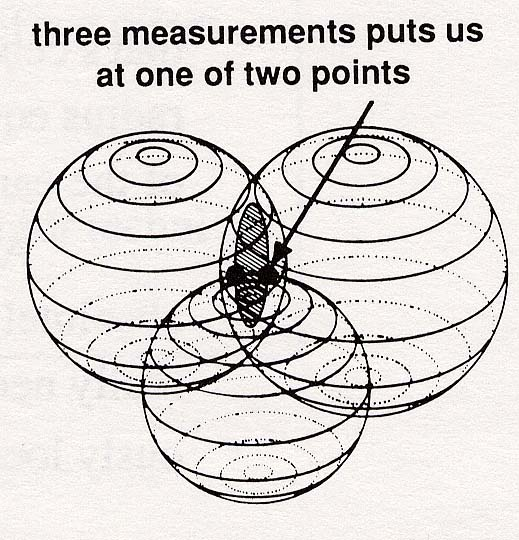 three measurements puts us
at one of two points